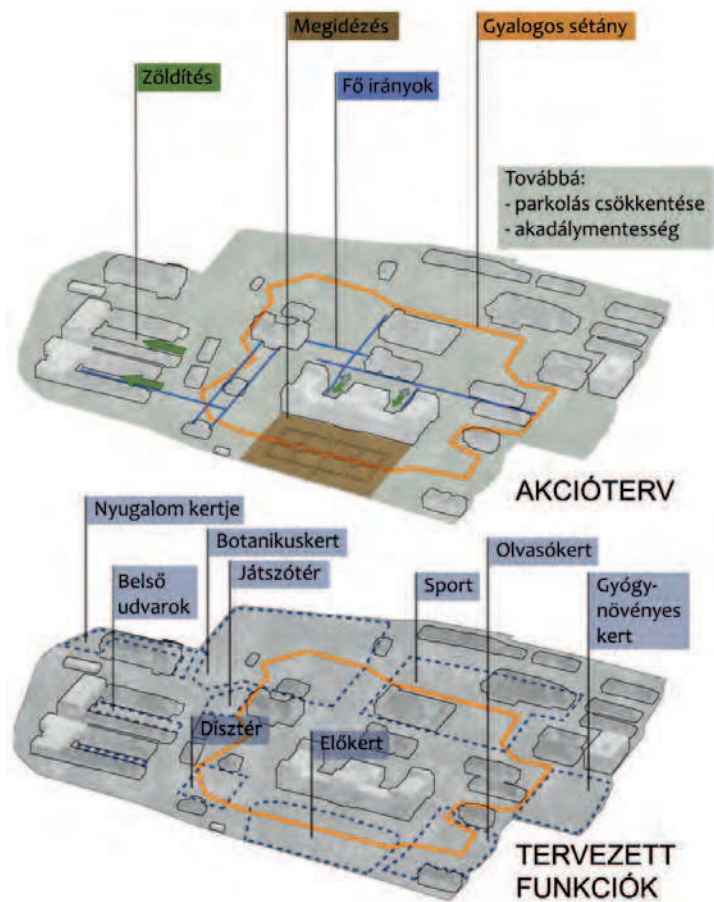 Megidézés
Gyalogos sétány
Zöldítés
Fő irányok
Továbbá:
- parkolás csökkentése
- akadálymentesség
AKCIÓTERV
Nyugalom kertje
Botanikuskert
Olvasókert
Belső
udvarok
Játszótér
Sport
Gyógy-
növényes
kert
Dísztér
Előkert
TERVEZETT
FUNKCIÓK